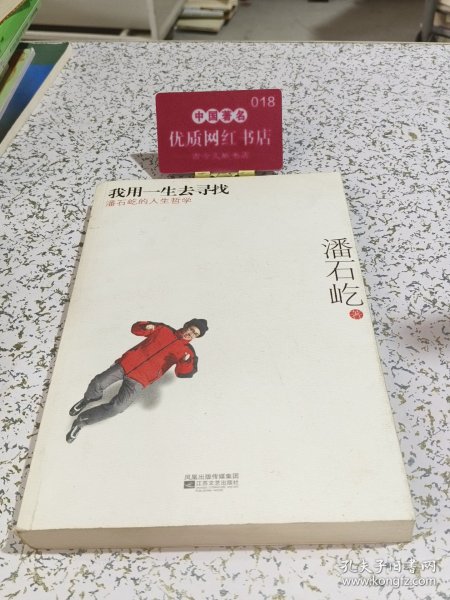 018
中国著名
优质网红书店
我用一生去寻找
潘石屹的人生哲学
潘石屹
著
凤凰出版传媒集团
江苏文艺出版社
孔夫子旧书网
www.kongfz.com